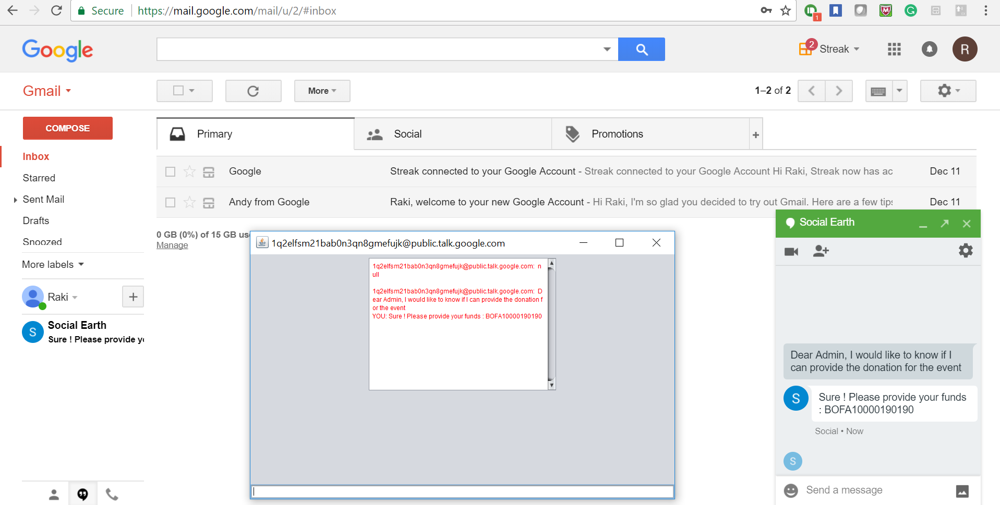 Secure https://mail.google.com/mail/u/2/#inbox
1
Google
2 Streak
R
Gmail
More
1–2 of 2
COMPOSE
Primary
Social
Promotions
+
Inbox
Starred
Sent Mail
Drafts
Snoozed
More labels
Google Streak connected to your Google Account - Streak connected to your Google Account Hi Raki, Streak now has ac Dec 11
Andy from Google Raki, welcome to your new Google Account - Hi Raki, I'm so glad you decided to try out Gmail. Here are a few tips Dec 11
0 GB (0%) of 15 GB us
Manage
Raki
+
S
Social Earth
Sure ! Please provide y
1q2elfsm21bab0n3qn8gmefujk@public.talk.google.com
1q2elfsm21bab0n3qn8gmefujk@public.talk.google.com: n
ull
1q2elfsm21bab0n3qn8gmefujk@public.talk.google.com: D
ear Admin, I would like to know if I can provide the donation f
or the event
YOU: Sure ! Please provide your funds : BOFA10000190190
Social Earth
Dear Admin, I would like to know if I
can provide the donation for the event
S
Sure ! Please provide your funds
: BOFA10000190190
Social • Now
S
Send a message